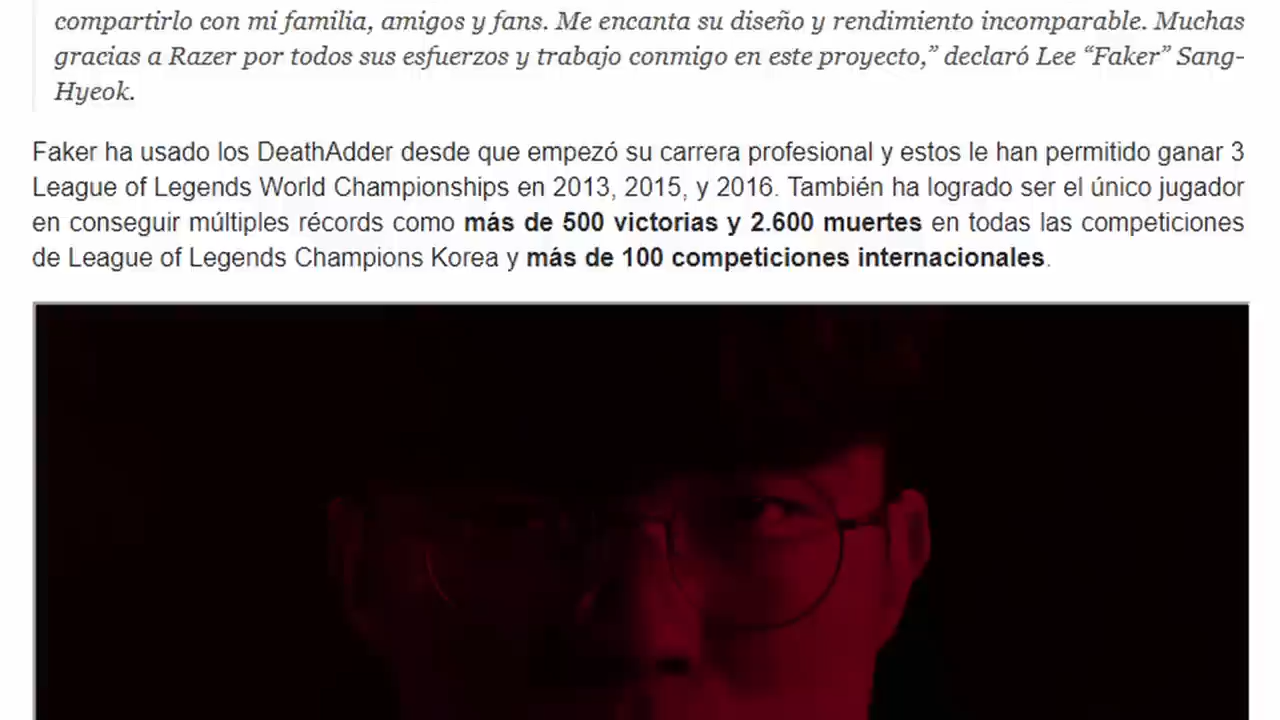 compartirlo con mi familia, amigos y fans. Me encanta su diseño y rendimiento incomparable. Muchas
gracias a Razer por todos sus esfuerzos y trabajo conmigo en este proyecto,” declaró Lee “Faker” Sang-
Hyeok.
Faker ha usado los DeathAdder desde que empezó su carrera profesional y estos le han permitido ganar 3
League of Legends World Championships en 2013, 2015, y 2016. También ha logrado ser el único jugador
en conseguir múltiples récords como más de 500 victorias y 2.600 muertes en todas las competiciones
de League of Legends Champions Korea y más de 100 competiciones internacionales.